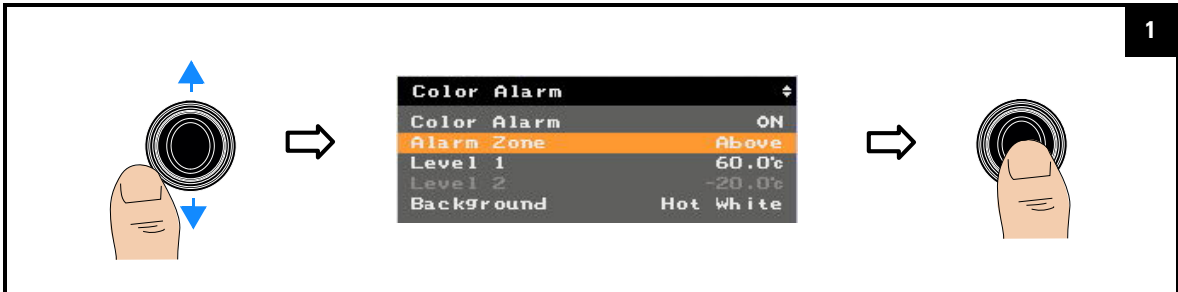 1
Color Alarm
Color Alarm ON
Alarm Zone Above
Level 1 60.0°c
Level 2 -20.0°c
Background Hot White